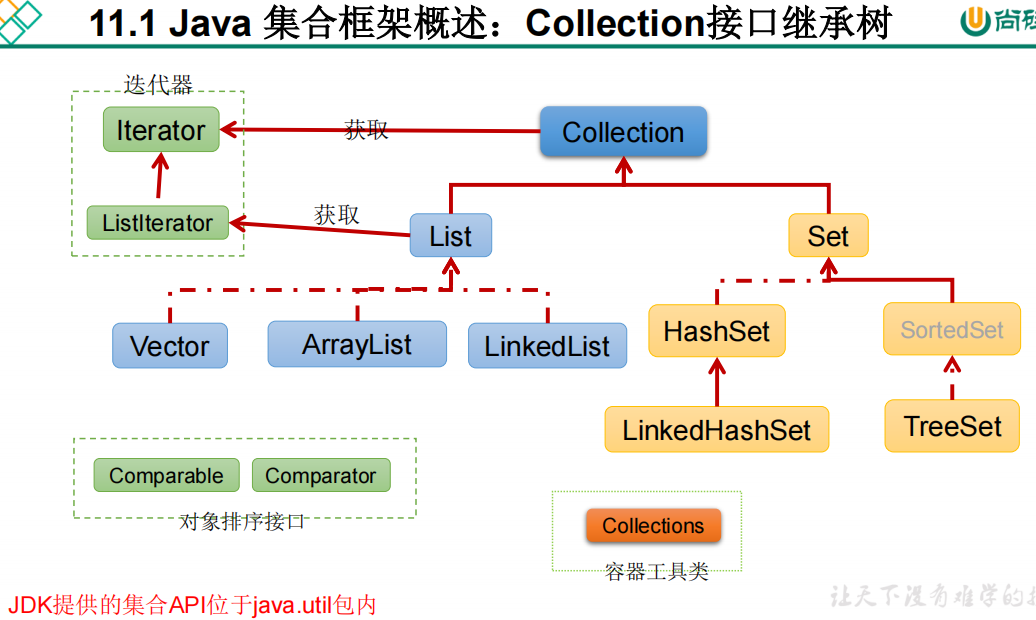 11.1 Java 集合框架概述：Collection接口继承树
尚硅
迭代器
Iterator
获取
Collection
ListIterator
获取
List
Set
Vector
ArrayList
LinkedList
HashSet
SortedSet
LinkedHashSet
TreeSet
Comparable
Comparator
对象排序接口
Collections
容器工具类
JDK提供的集合API位于java.util包内
让天下没有难学的